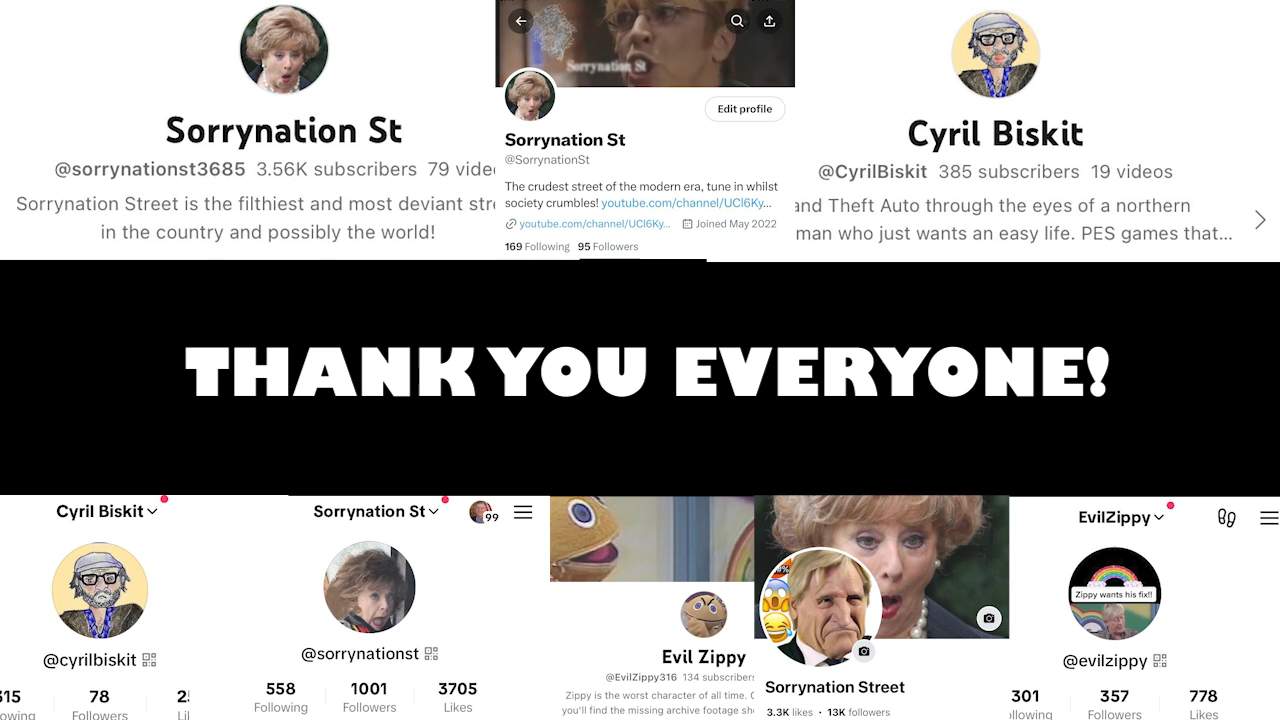 Sorrynation St
@sorrynationst3685 3.56K subscribers 79 vide
Sorrynation Street is the filthiest and most deviant stre
in the country and possibly the world!
Sorrynation St
Edit profile
Sorrynation St
@SorrynationSt
The crudest street of the modern era, tune in whilst
society crumbles! youtube.com/channel/UCl6Ky...
youtube.com/channel/UCl6Ky... Joined May 2022
169 Following 95 Followers
Cyril Biskit
@CyrilBiskit 385 subscribers 19 videos
and Theft Auto through the eyes of a northern
man who just wants an easy life. PES games that...
THANK YOU EVERYONE!
Cyril Biskit
@cyrilbiskit
315 78 2
owing Followers Li
Sorrynation St
99
@sorrynationst
558 1001 3705
Following Followers Likes
Evil Zippy
@EvilZippy316 134 subscribers
Zippy is the worst character of all time.
you'll find the missing archive footage sh
Sorrynation Street
3.3K likes • 13K followers
EvilZippy
Zippy wants his fix!!
@evilzippy
301 357 778
llowing Followers Likes